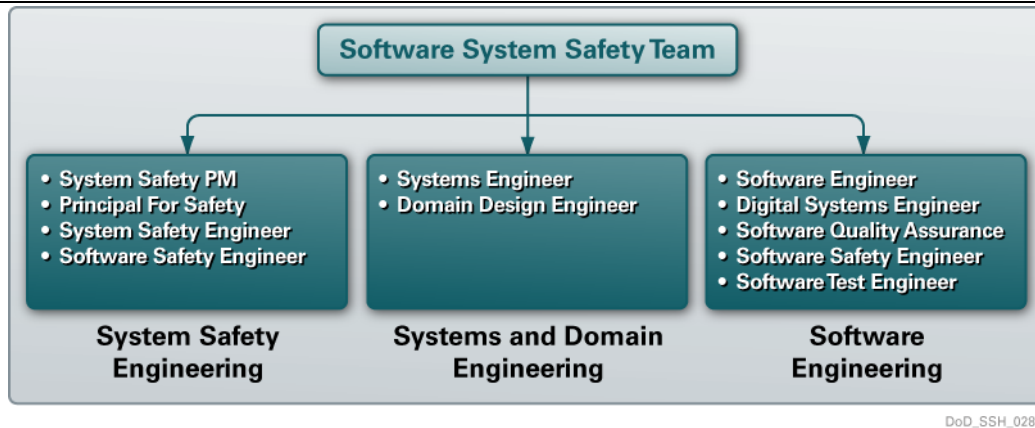 Software System Safety Team
• System Safety PM
• Principal For Safety
• System Safety Engineer
• Software Safety Engineer
System Safety
Engineering
• Systems Engineer
• Domain Design Engineer
Systems and Domain
Engineering
• Software Engineer
• Digital Systems Engineer
• Software Quality Assurance
• Software Safety Engineer
• Software Test Engineer
Software
Engineering
DoD_SSH_028